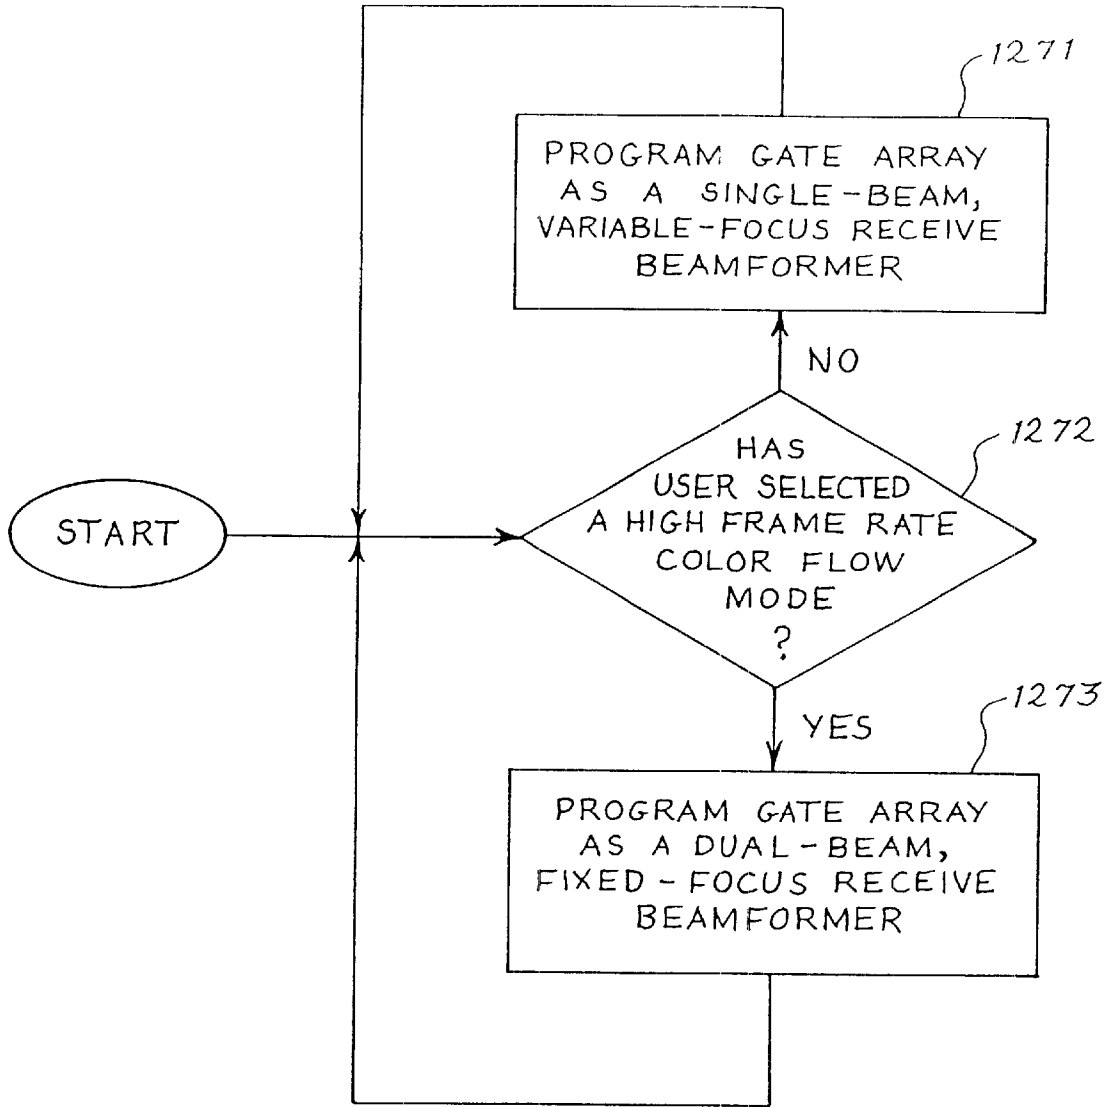 1271
PROGRAM GATE ARRAY
AS A SINGLE-BEAM,
VARIABLE-FOCUS RECEIVE
BEAMFORMER
NO
1272
HAS
USER SELECTED
A HIGH FRAME RATE
COLOR FLOW
MODE
?
START
1273
YES
PROGRAM GATE ARRAY
AS A DUAL-BEAM,
FIXED-FOCUS RECEIVE
BEAMFORMER